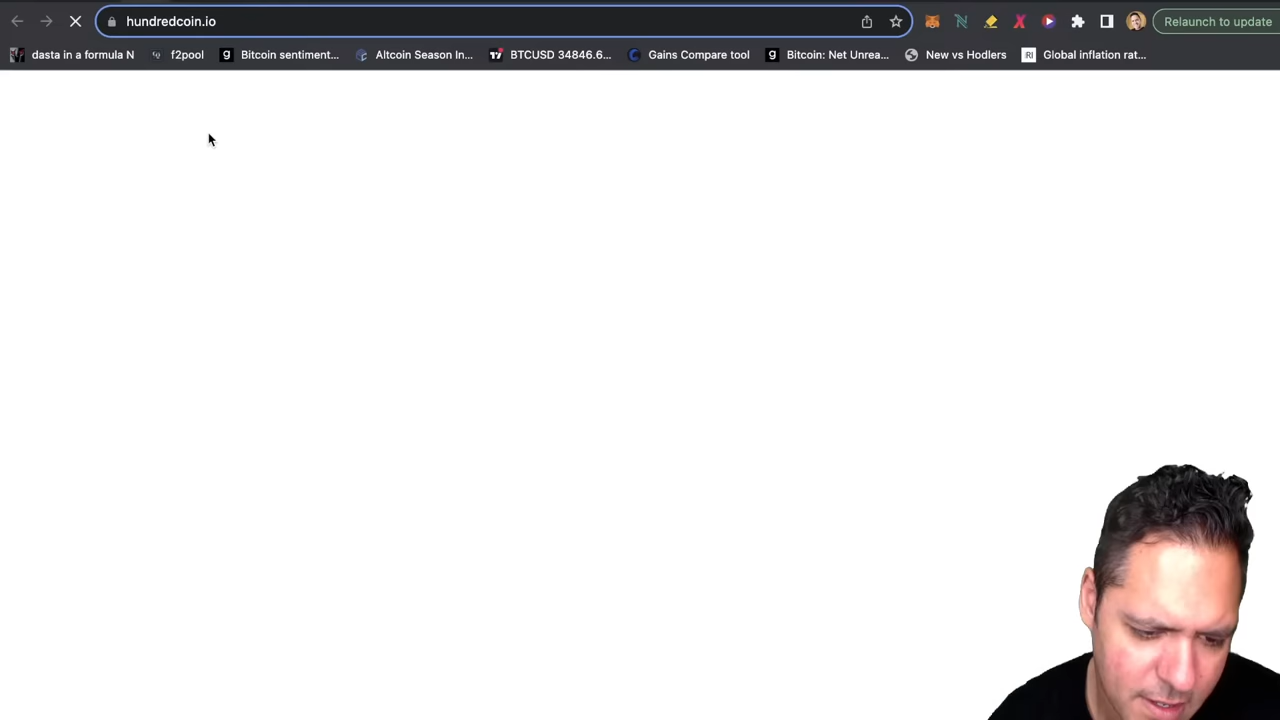 hundredcoin.io
Relaunch to update
dasta in a formula N
f2pool
Bitcoin sentiment...
Altcoin Season In...
BTCUSD 34846.6...
Gains Compare tool
Bitcoin: Net Unrea...
New vs Hodlers
RI
Global inflation rat...